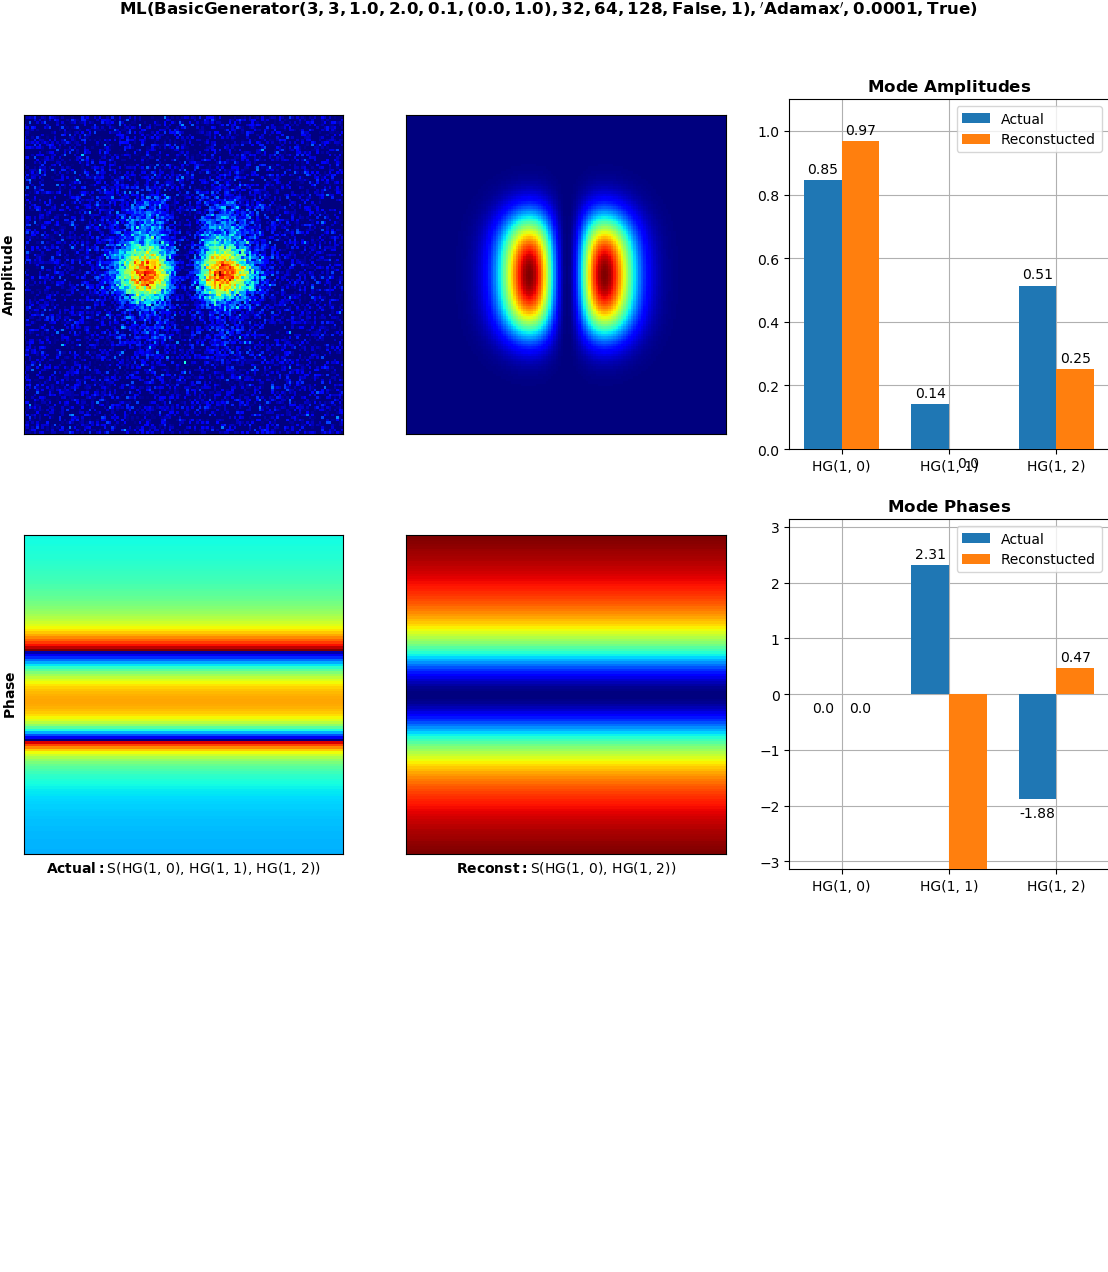 ML(BasicGenerator(3, 3, 1.0, 2.0, 0.1, (0.0, 1.0), 32, 64, 128, False, 1), 'Adamax', 0.0001, True)
Amplitude
Mode Amplitudes
Actual
Reconstucted
1.0
0.8
0.6
0.4
0.2
0.0
0.85
0.97
0.14
0.0
0.51
0.25
HG(1, 0)
HG(1, 1)
HG(1, 2)
Phase
Actual: S(HG(1, 0), HG(1, 1), HG(1, 2))
Reconst: S(HG(1, 0), HG(1, 2))
Mode Phases
Actual
Reconstucted
3
2
1
0
−1
−2
−3
0.0
0.0
2.31
-1.88
0.47
HG(1, 0)
HG(1, 1)
HG(1, 2)